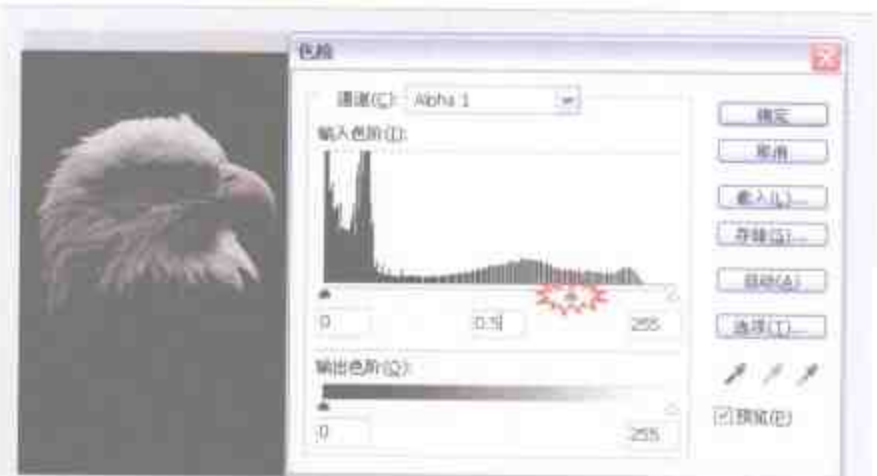 色阶
通道(C): Alpha 1
输入色阶(I):
0 0.5 255
输出色阶(O):
0 255
确定
取消
载入(L)...
存储(S)...
自动(A)
选项(T)...
预览(P)